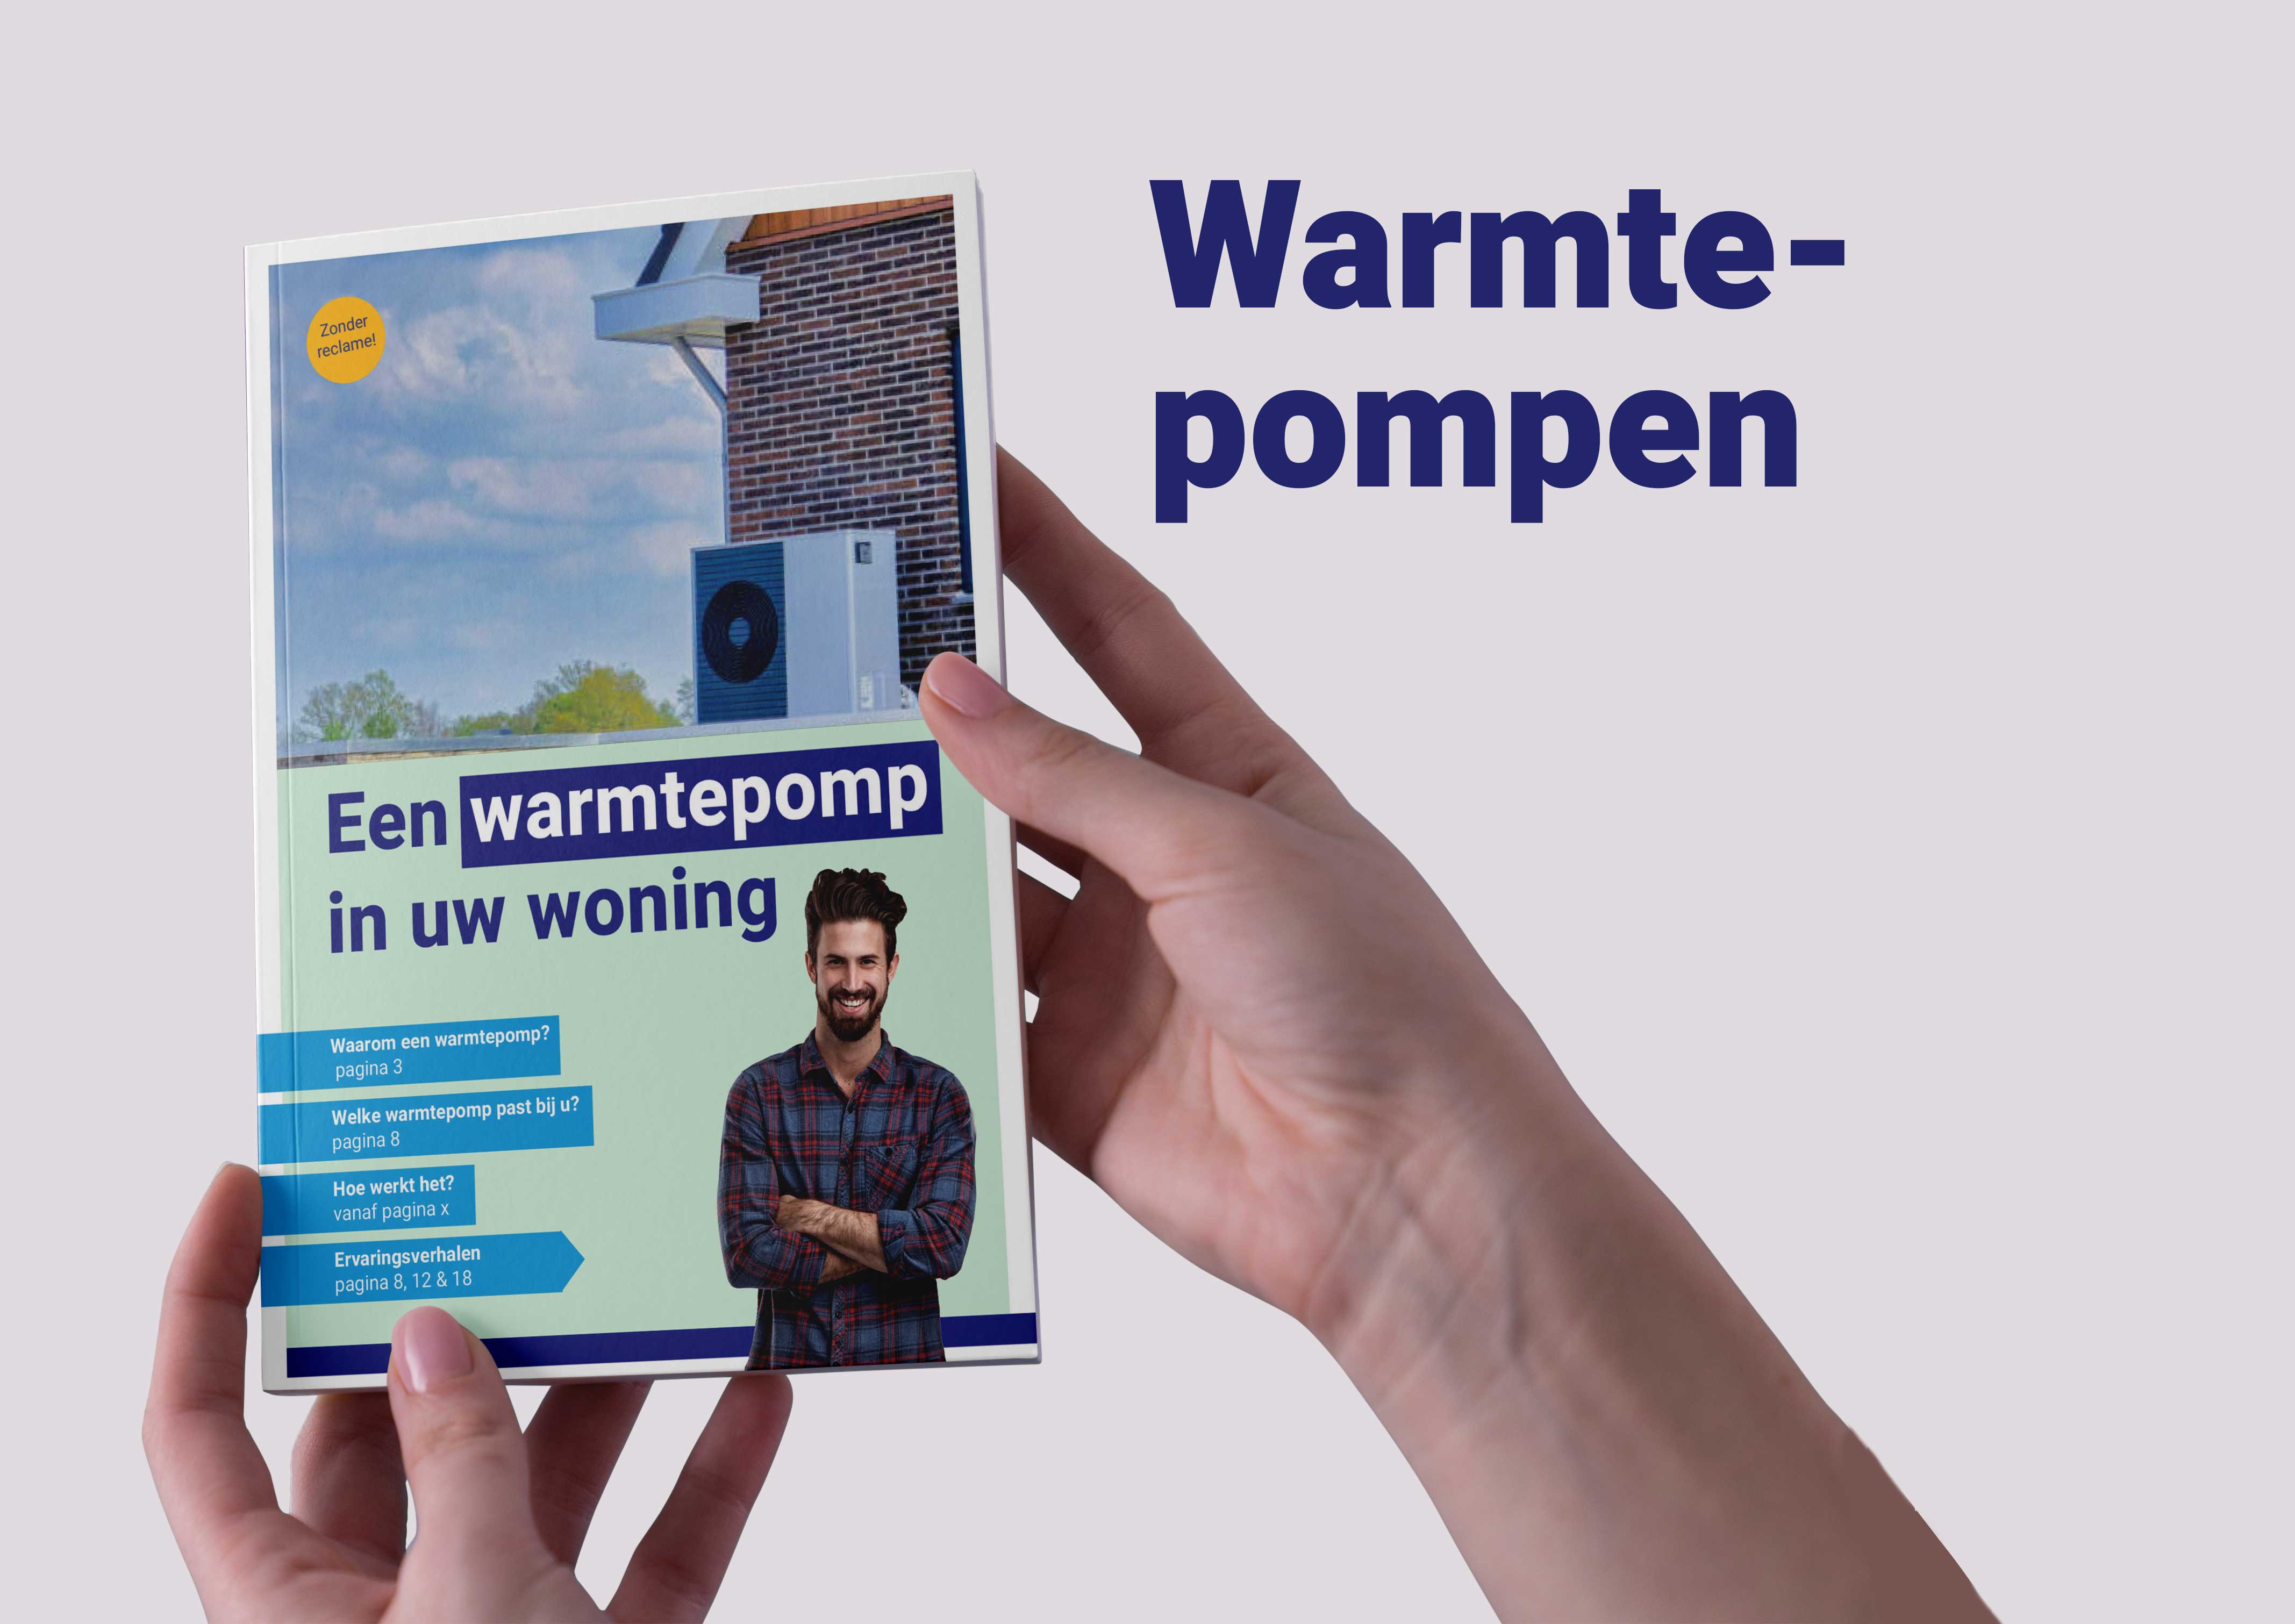 Warmte-
pompen
Zonder
reclame!
Een warmtepomp
in uw woning
Waarom een warmtepomp?
pagina 3
Welke warmtepomp past bij u?
pagina 8
Hoe werkt het?
vanaf pagina x
Ervaringsverhalen
pagina 8, 12 & 18